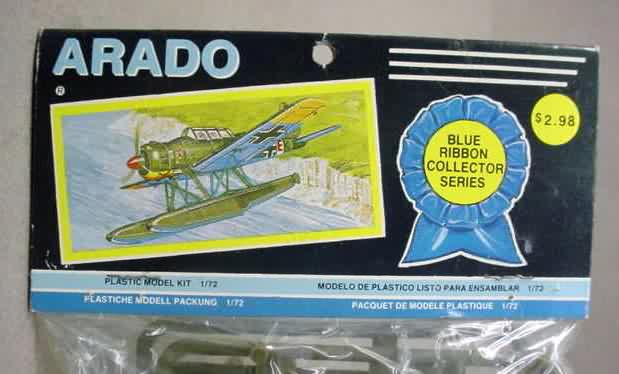 ARADO
®
$2.98
BLUE
RIBBON
COLLECTOR
SERIES
PLASTIC MODEL KIT 1/72
MODELO DE PLASTICO LISTO PARA ENSAMBLAR 1/72
PLASTICHE MODELL PACKUNG 1/72
PACQUET DE MODELE PLASTIQUE 1/72